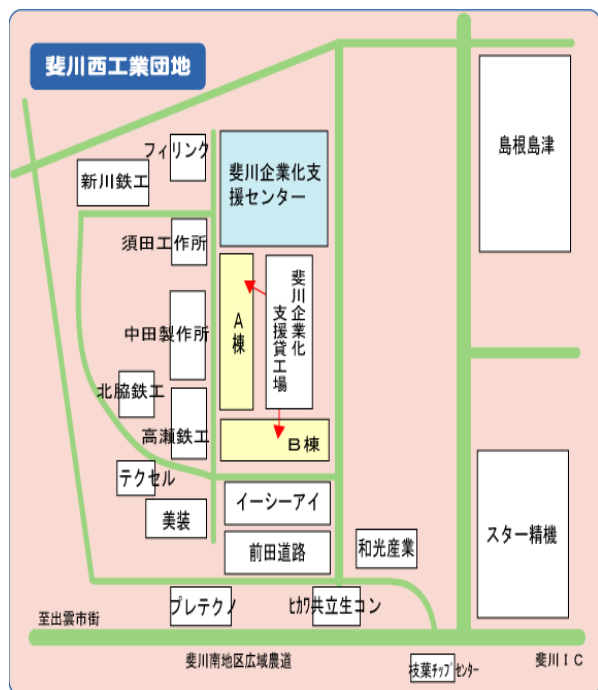 斐川西工業団地
フィリング
新川鉄工
斐川企業化支
援センター
島根島津
須田工作所
A棟
斐川企業化
支援貸工場
中田製作所
北脇鉄工
高瀬鉄工
B棟
テクセル
イーシーアイ
美装
前田道路
和光産業
スター精機
プレテクノ
ﾋｶﾜ共立生コン
至出雲市街
斐川南地区広域農道
枝葉ﾁｯﾌﾟｾﾝﾀｰ
斐川IC